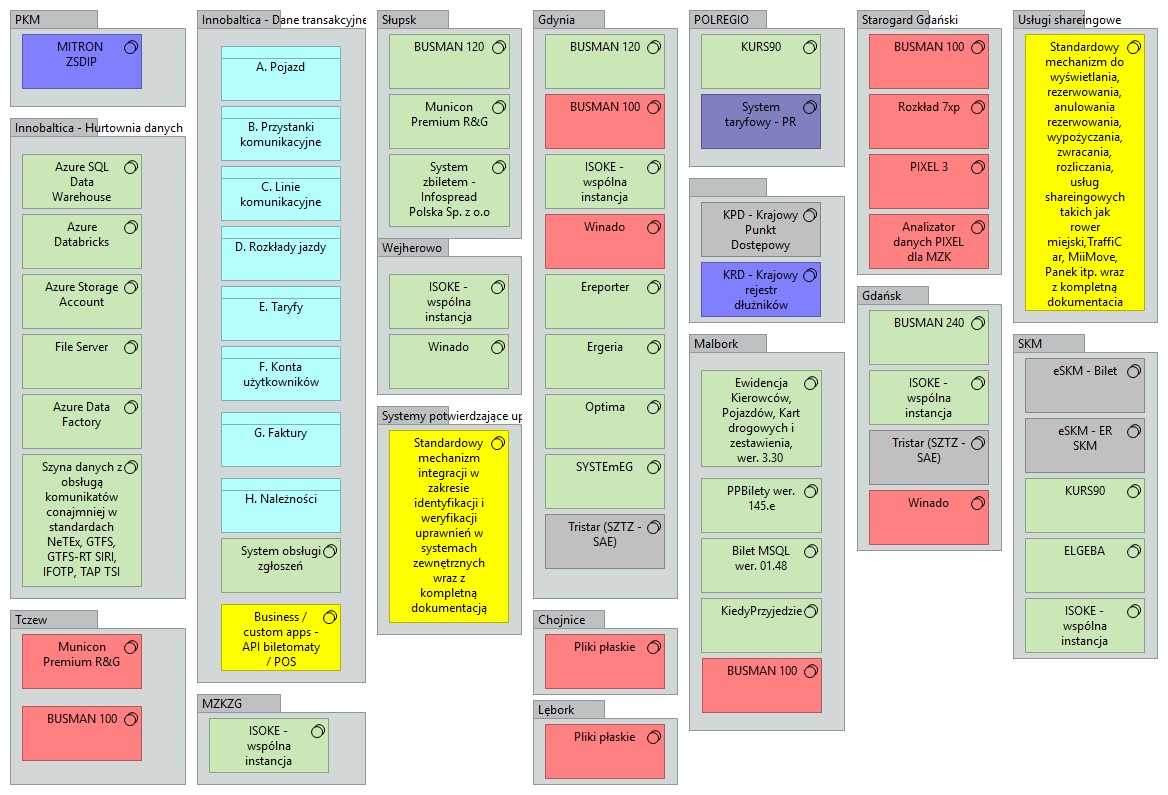 PKM
MITRON
ZSDIP
Innobaltica - Hurtownia danych
Azure SQL
Data
Warehouse
Azure
Databricks
Azure Storage
Account
File Server
Azure Data
Factory
Szyna danych z
obsługą
komunikatów
conajmniej w
standardach
NeTEx, GTFS,
GTFS-RT SIRI,
IFOTP, TAP TSI
Tczew
Municon
Premium R&G
BUSMAN 100
Innobaltica - Dane transakcyjne
A. Pojazd
B. Przystanki
komunikacyjne
C. Linie
komunikacyjne
D. Rozkłady jazdy
E. Taryfy
F. Konta
użytkowników
G. Faktury
H. Należności
System obsługi
zgłoszeń
Business /
custom apps -
API biletomaty
/ POS
MZKZG
ISOKE -
wspólna
instancja
Słupsk
BUSMAN 120
Municon
Premium R&G
System
zbiletem -
Infospread
Polska Sp. z o.o
Wejherowo
ISOKE -
wspólna
instancja
Winado
Systemy potwierdzające up
Standardowy
mechanizm
integracji w
zakresie
identyfikacji i
weryfikacji
uprawnień w
systemach
zewnętrznych
wraz z
kompletną
dokumentacją
Gdynia
BUSMAN 120
BUSMAN 100
ISOKE -
wspólna
instancja
Winado
Ereporter
Ergeria
Optima
SYSTEmEG
Tristar (SZTZ -
SAE)
Chojnice
Pliki płaskie
Lębork
Pliki płaskie
POLREGIO
KURS90
System
taryfowy - PR
KPD - Krajowy
Punkt
Dostępowy
KRD - Krajowy
rejestr
dłużników
Malbork
Ewidencja
Kierowców,
Pojazdów, Kart
drogowych i
zestawienia,
wer. 3.30
PPBilety wer.
145.e
Bilet MSQL
wer. 01.48
KiedyPrzyjedzie
BUSMAN 100
Starogard Gdański
BUSMAN 100
Rozkład 7xp
PIXEL 3
Analizator
danych PIXEL
dla MZK
Gdańsk
BUSMAN 240
ISOKE -
wspólna
instancja
Tristar (SZTZ -
SAE)
Winado
Usługi shareingowe
Standardowy
mechanizm do
wyświetlania,
rezerwowania,
anulowania
rezerwowania,
wypożyczania,
zwracania,
rozliczania,
usług
shareingowych
takich jak
rower
miejski,TraffiC
ar, MiiMove,
Panek itp. wraz
z kompletną
dokumentacia
SKM
eSKM - Bilet
eSKM - ER
SKM
KURS90
ELGEBA
ISOKE -
wspólna
instancja